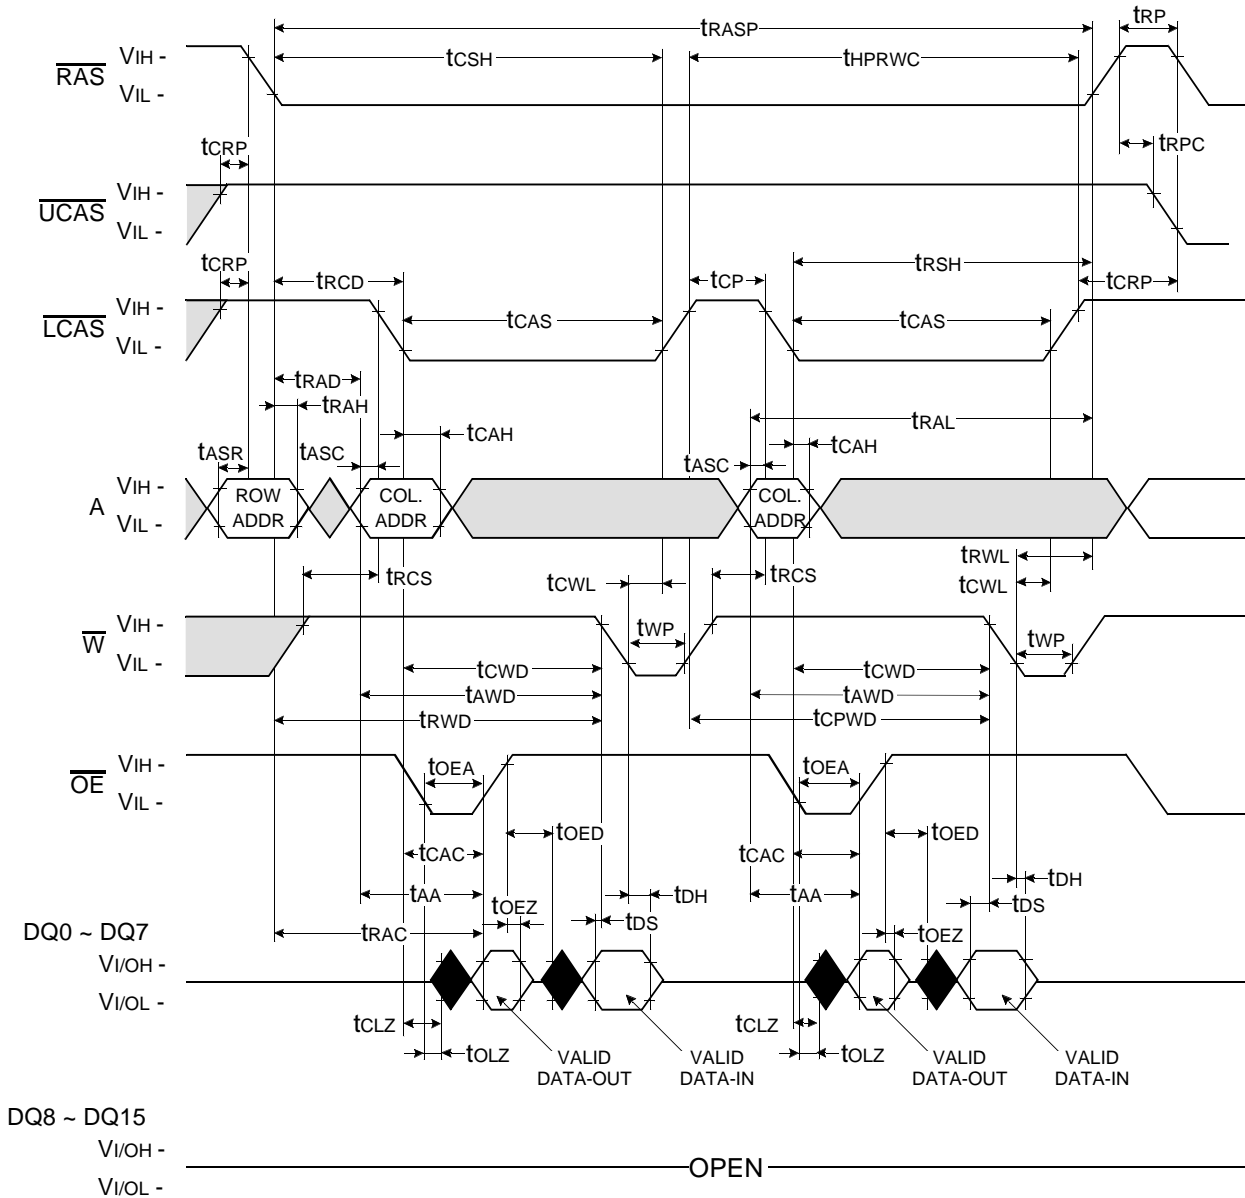 tRASP
tRP
VIH -
tCSH
tHPRWC
RAS
VIL -
tCRP
tRPC
VIH -
UCAS
VIL -
tCRP
tRCD
tCP
tRSH
tCRP
VIH -
LCAS
tCAS
tCAS
VIL -
tRAD
tRAH
tRAL
tASR
tASC
tCAH
tASC
tCAH
VIH -
A
VIL -
ROW
ADDR
COL.
ADDR
COL.
ADDR
tRCS
tCWL
tRCS
tRWL
tCWL
VIH -
W
tWP
tWP
VIL -
tCWD
tCWD
tAWD
tAWD
tRWD
tCPWD
VIH -
OE
tOEA
tOEA
VIL -
tOED
tOED
tCAC
tCAC
tAA
tOEZ
tDH
tAA
tDH
tRAC
tDS
tOEZ
tDS
DQ0 ~ DQ7
VI/OH -
VI/OL -
tCLZ
tOLZ
tCLZ
tOLZ
VALID
DATA-OUT
VALID
DATA-IN
VALID
DATA-OUT
VALID
DATA-IN
DQ8 ~ DQ15
VI/OH -
OPEN
VI/OL -